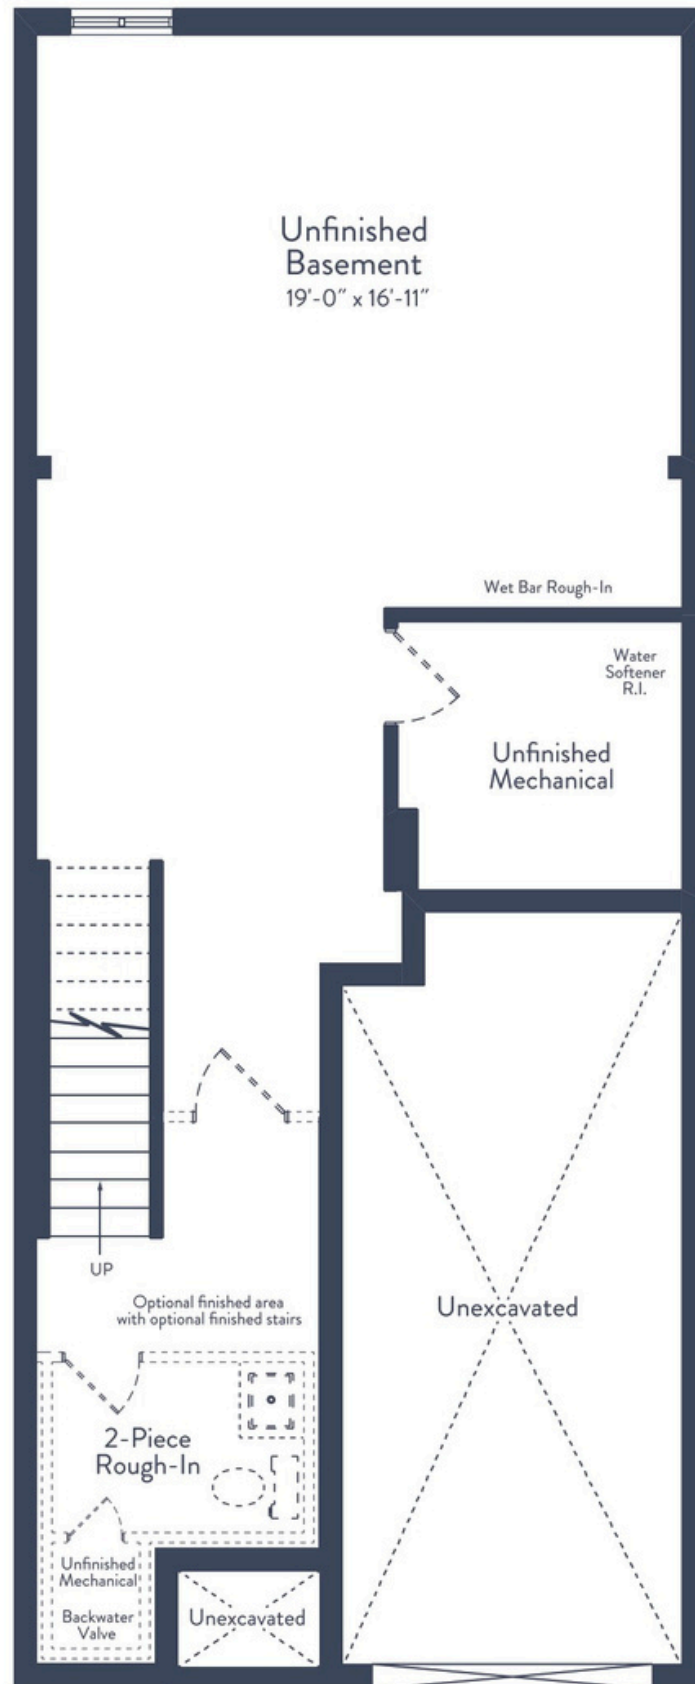 Unfinished
Basement
19'-0" x 16'-11"
Wet Bar Rough-In
Water
Softener
R.I.
Unfinished
Mechanical
UP
Optional finished area
with optional finished stairs
Unexcavated
2-Piece
Rough-In
Unfinished
Mechanical
Backwater
Valve
Unexcavated